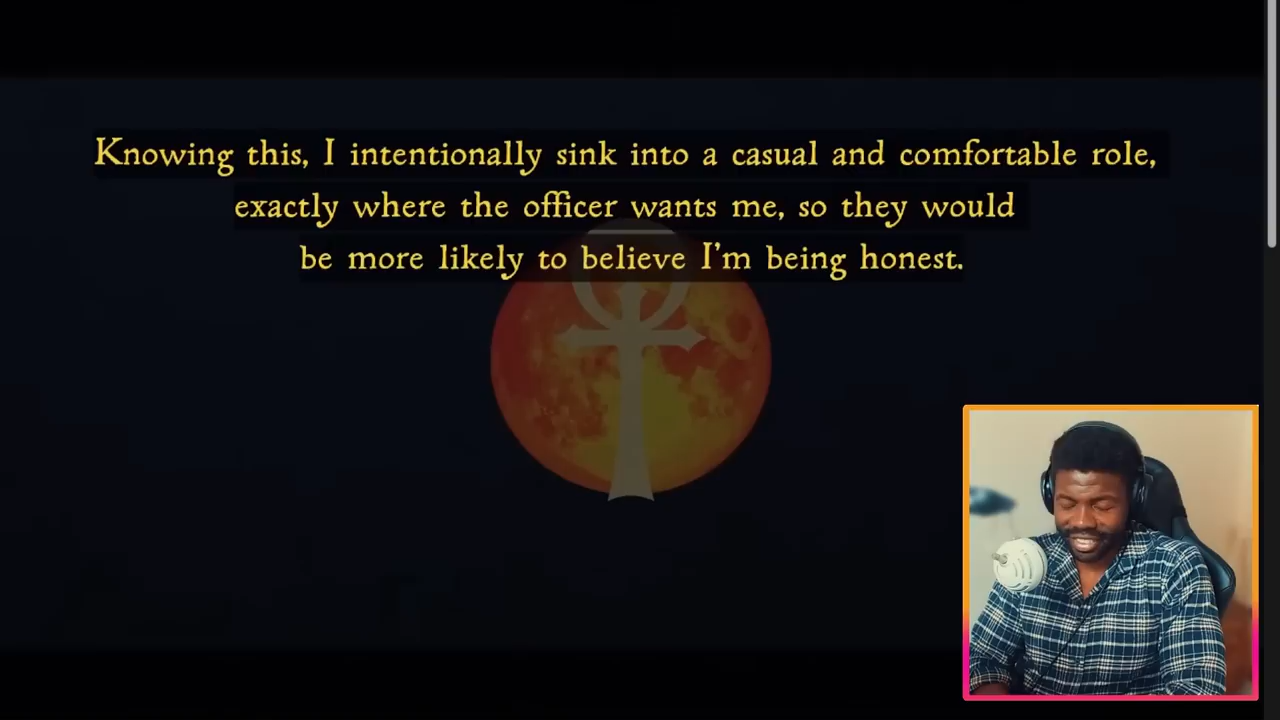 Knowing this, I intentionally sink into a casual and comfortable role,
exactly where the officer wants me, so they would
be more likely to believe I'm being honest.